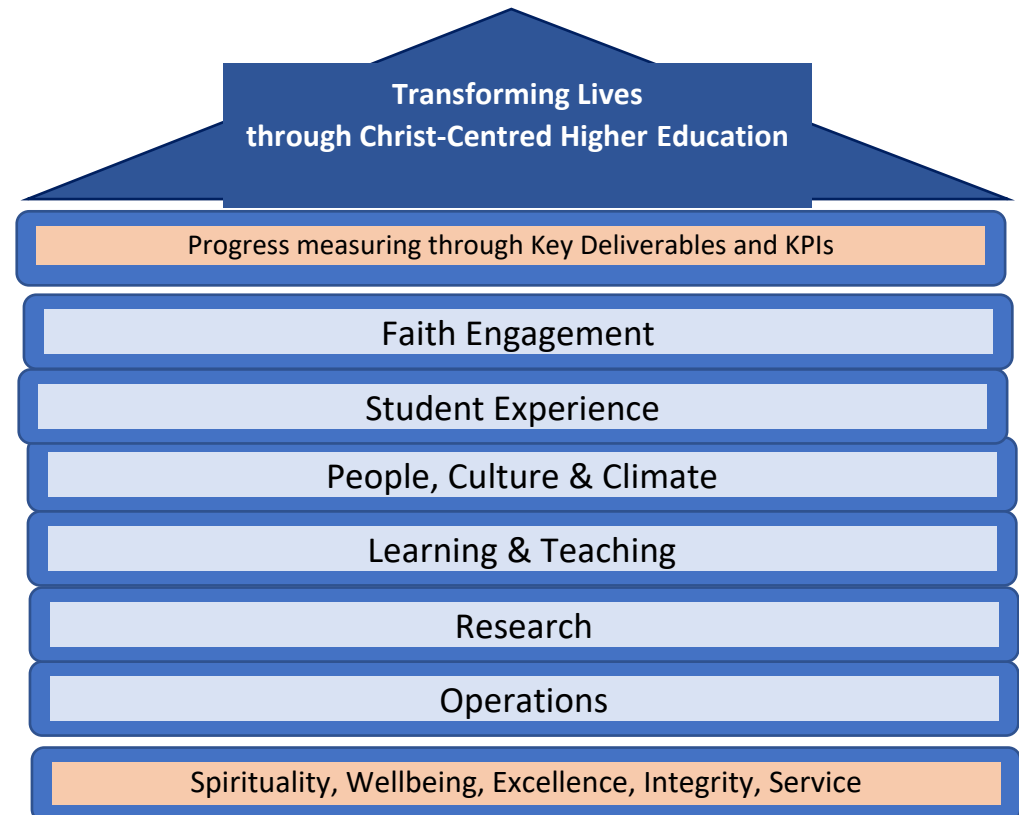 Transforming Lives
through Christ-Centred Higher Education
Progress measuring through Key Deliverables and KPIs
Faith Engagement
Student Experience
People, Culture & Climate
Learning & Teaching
Research
Operations
Spirituality, Wellbeing, Excellence, Integrity, Service